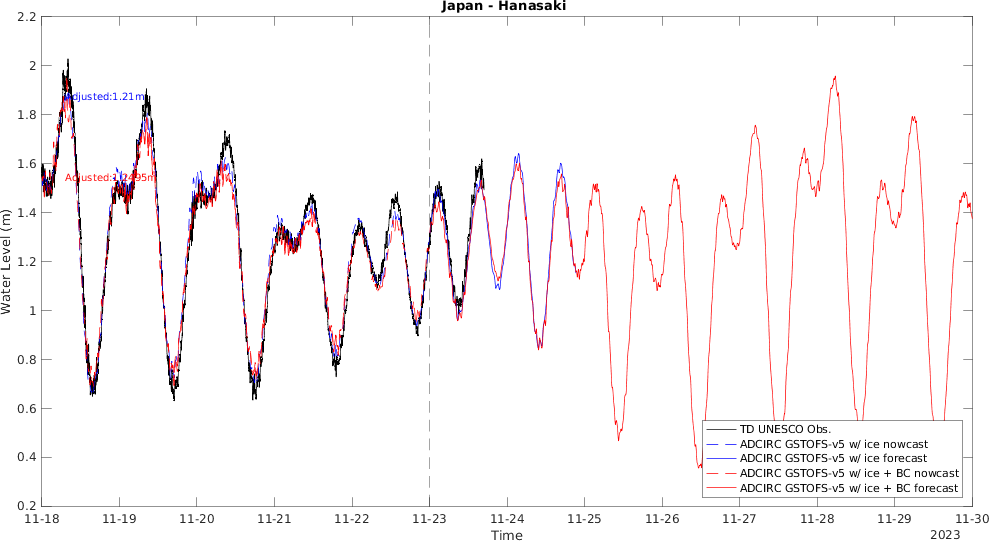 Japan - Hanasaki
2.2
2
1.8
1.6
1.4
1.2
1
0.8
0.6
0.4
0.2
Water Level (m)
Adjusted:1.21m
Adjusted:1.2495m
TD UNESCO Obs.
ADCIRC GSTOFS-v5 w/ ice nowcast
ADCIRC GSTOFS-v5 w/ ice forecast
ADCIRC GSTOFS-v5 w/ ice + BC nowcast
ADCIRC GSTOFS-v5 w/ ice + BC forecast
11-18 11-19 11-20 11-21 11-22 11-23 11-24 11-25 11-26 11-27 11-28 11-29 11-30
Time
2023